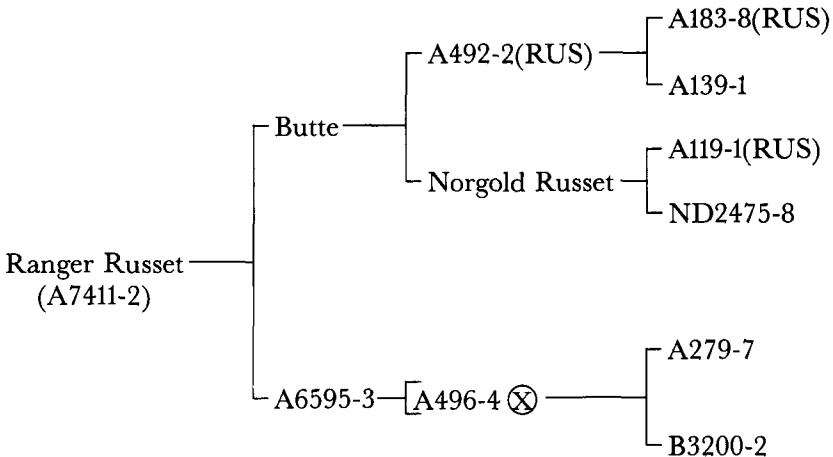 A183-8(RUS)
A492-2(RUS)
A139-1
Butte
A119-1(RUS)
Norgold Russet
ND2475-8
Ranger Russet
(A7411-2)
A279-7
A6595-3
A496-4 Ⓧ
B3200-2